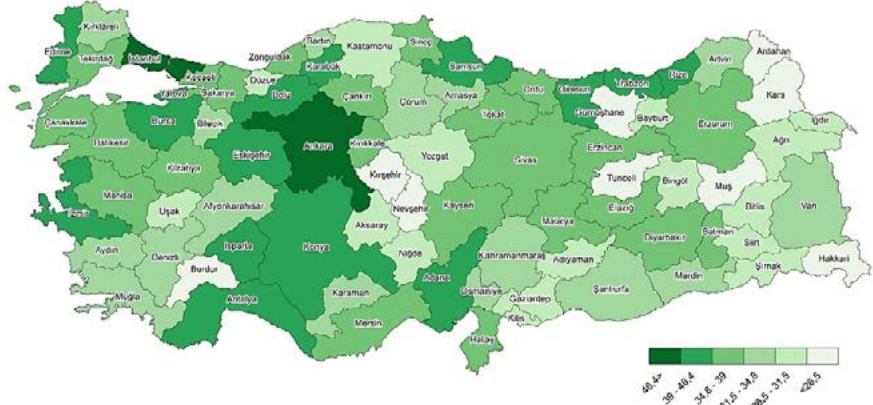 Kırklareli
Edirne
Tekirdağ
İstanbul
Kocaeli
Yalova
Sakarya
Düzce
Zonguldak
Bartın
Karabük
Kastamonu
Sinop
Samsun
Bolu
Çankırı
Çorum
Amasya
Ordu
Giresun
Trabzon
Rize
Artvin
Ardahan
Kars
Iğdır
Ağrı
Gümüşhane
Bayburt
Erzurum
Tokat
Çanakkale
Balıkesir
Bursa
Bilecik
Eskişehir
Ankara
Kırıkkale
Yozgat
Sivas
Erzincan
Kütahya
Kırşehir
Nevşehir
Kayseri
Tunceli
Bingöl
Muş
Manisa
Uşak
Afyonkarahisar
Aksaray
Malatya
Elazığ
Bitlis
Van
İzmir
Isparta
Konya
Niğde
Kahramanmaraş
Adıyaman
Diyarbakır
Batman
Siirt
Hakkari
Aydın
Denizli
Burdur
Antalya
Karaman
Adana
Osmaniye
Gaziantep
Şanlıurfa
Mardin
Şırnak
Muğla
Mersin
Kilis
Hatay
46,4>
39 - 46,4
34,8 - 39
31,5 - 34,8
28,5 - 31,5
<28,5